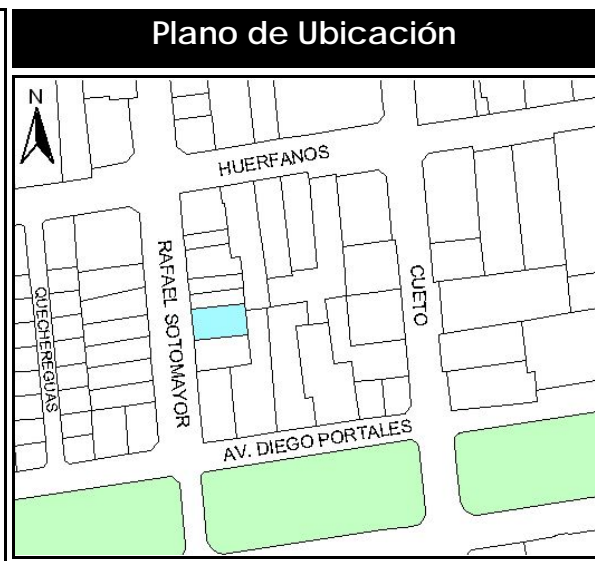 Plano de Ubicación
N
HUERFANOS
RAFAEL SOTOMAYOR
CUETO
QUECHEREGUAS
AV. DIEGO PORTALES